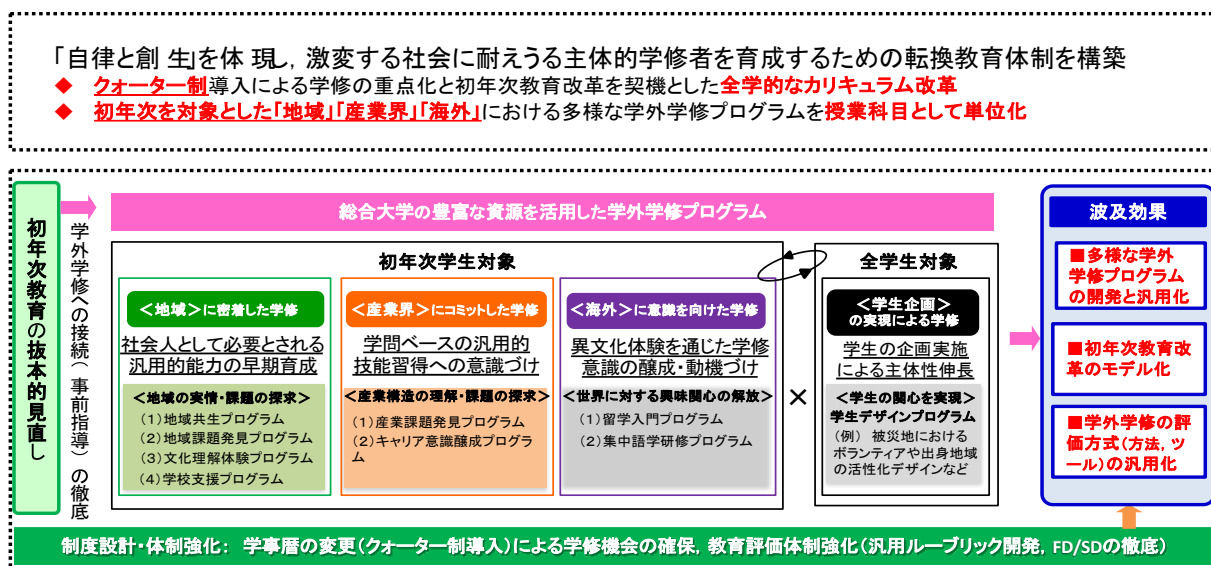 「自律と創 生」を体 現し，激変する社会に耐えうる主体的学修者を育成するための転換教育体制を構築
◆ クォーター制導入による学修の重点化と初年次教育改革を契機とした全学的なカリキュラム改革
◆ 初年次を対象とした「地域」「産業界」「海外」における多様な学外学修プログラムを授業科目として単位化
初年次教育の抜本的見直し
学外学修への接続（事前指導）の徹底
総合大学の豊富な資源を活用した学外学修プログラム
初年次学生対象
＜地域＞に密着した学修
社会人として必要とされる
汎用的能力の早期育成
＜地域の実情・課題の探求＞
（1）地域共生プログラム
（2）地域課題発見プログラム
（3）文化理解体験プログラム
（4）学校支援プログラム
＜産業界＞にコミットした学修
学問ベースの汎用的
技能習得への意識づけ
＜産業構造の理解・課題の探求＞
（1）産業課題発見プログラム
（2）キャリア意識醸成プログラ
ム
＜海外＞に意識を向けた学修
異文化体験を通じた学修
意識の醸成・動機づけ
＜世界に対する興味関心の解放＞
（1）留学入門プログラム
（2）集中語学研修プログラム
×
全学生対象
＜学生企画＞
の実現による学修
学生の企画実施
による主体性伸長
＜学生の関心を実現＞
学生デザインプログラム
（例） 被災地における
ボランティアや出身地域
の活性化デザインなど
波及効果
■多様な学外
学修プログラム
の開発と汎用化
■初年次教育改
革のモデル化
■学外学修の評
価方式（方法，ツ
ール）の汎用化
制度設計・体制強化： 学事暦の変更（クォーター制導入）による学修機会の確保，教育評価体制強化（汎用ルーブリック開発，FD/SDの徹底）